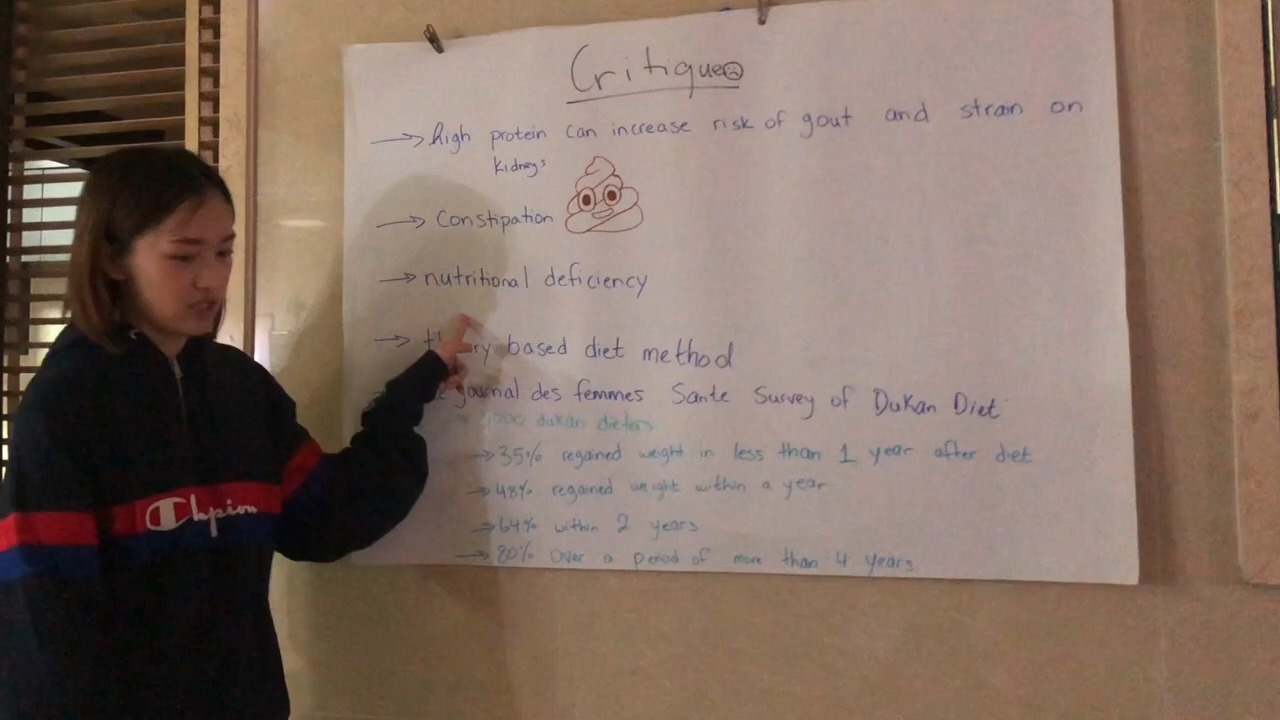 Critique
→ high protein can increase risk of gout and strain on
kidneys
→ Constipation
→ nutritional deficiency
→ based diet method
journal des femmes Sante Survey of Dukan Diet
dukan dieters
→ 35% regained weight in less than 1 year after diet
→ 48% regained weight within a year
→ 64% within 2 years
→ 80% Over a period of more than 4 years